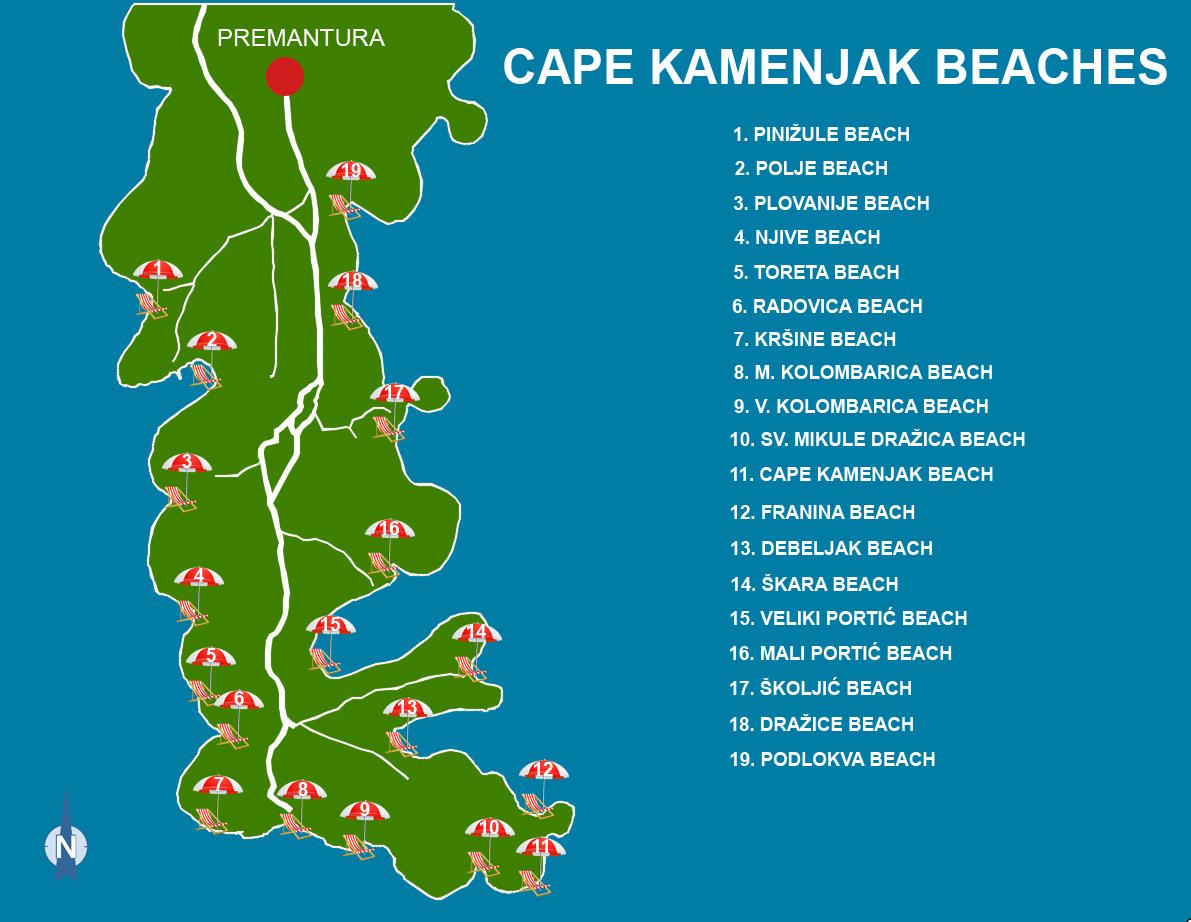 PREMANTURA
CAPE KAMENJAK BEACHES
1. PINIŽULE BEACH
2. POLJE BEACH
3. PLOVANIJE BEACH
4. NJIVE BEACH
5. TORETA BEACH
6. RADOVICA BEACH
7. KRŠINE BEACH
8. M. KOLOMBARICA BEACH
9. V. KOLOMBARICA BEACH
10. SV. MIKULE DRAŽICA BEACH
11. CAPE KAMENJAK BEACH
12. FRANINA BEACH
13. DEBELJAK BEACH
14. ŠKARA BEACH
15. VELIKI PORTIĆ BEACH
16. MALI PORTIĆ BEACH
17. ŠKOLJIĆ BEACH
18. DRAŽICE BEACH
19. PODLOKVA BEACH
19
1
18
2
17
3
16
4
15
14
5
6
13
12
7
8
9
10
11
N